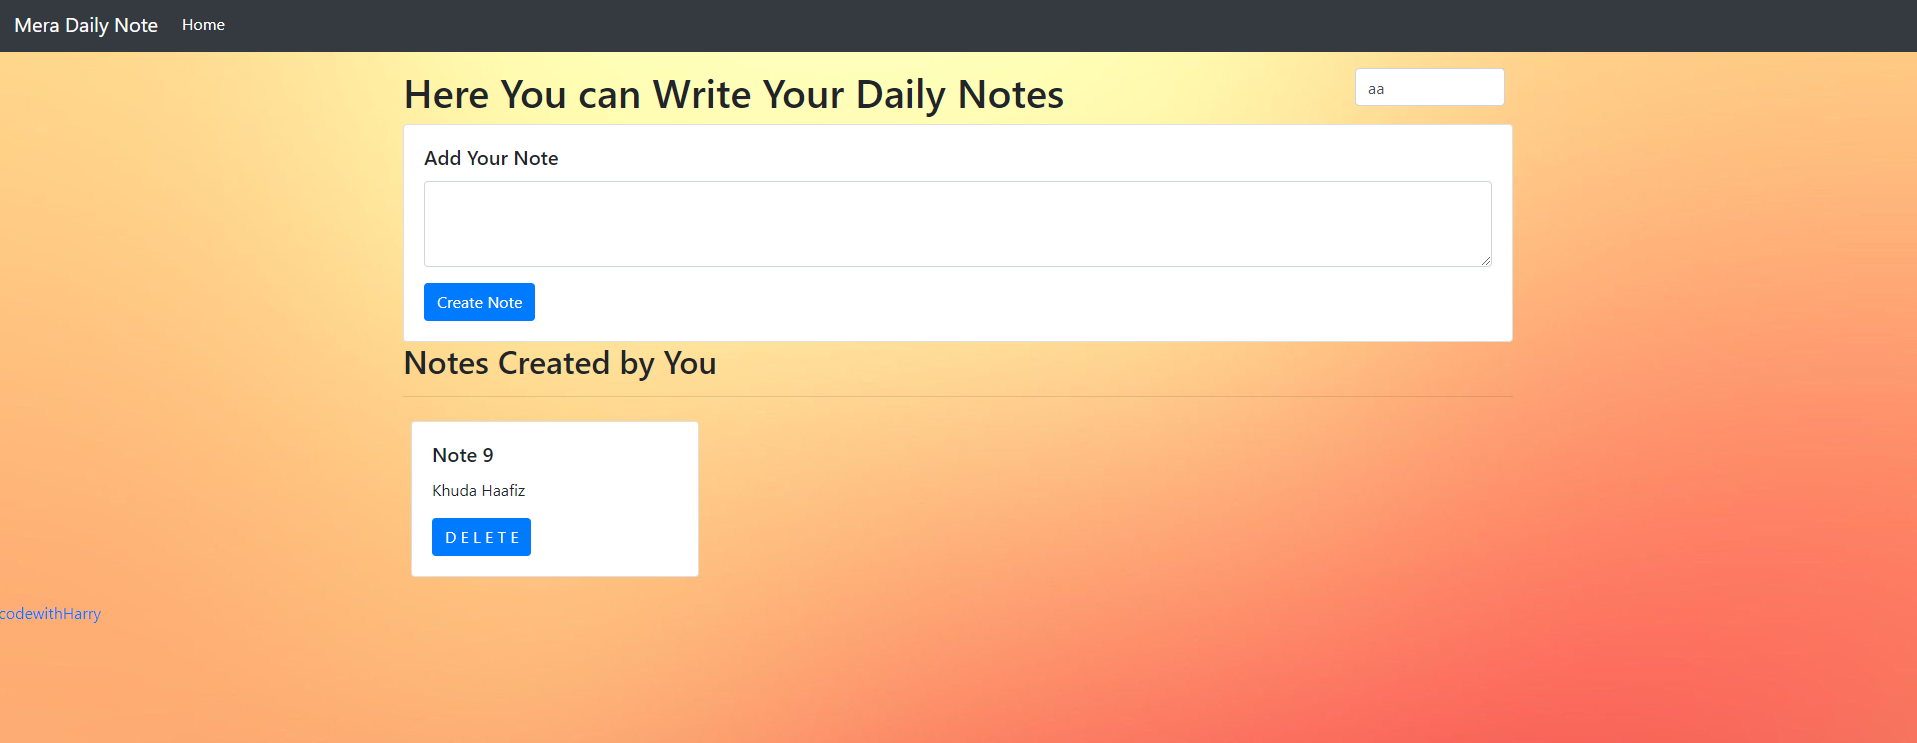 Mera Daily Note Home
Here You can Write Your Daily Notes
aa
Add Your Note
Create Note
Notes Created by You
Note 9
Khuda Haafiz
D E L E T E
codewithHarry